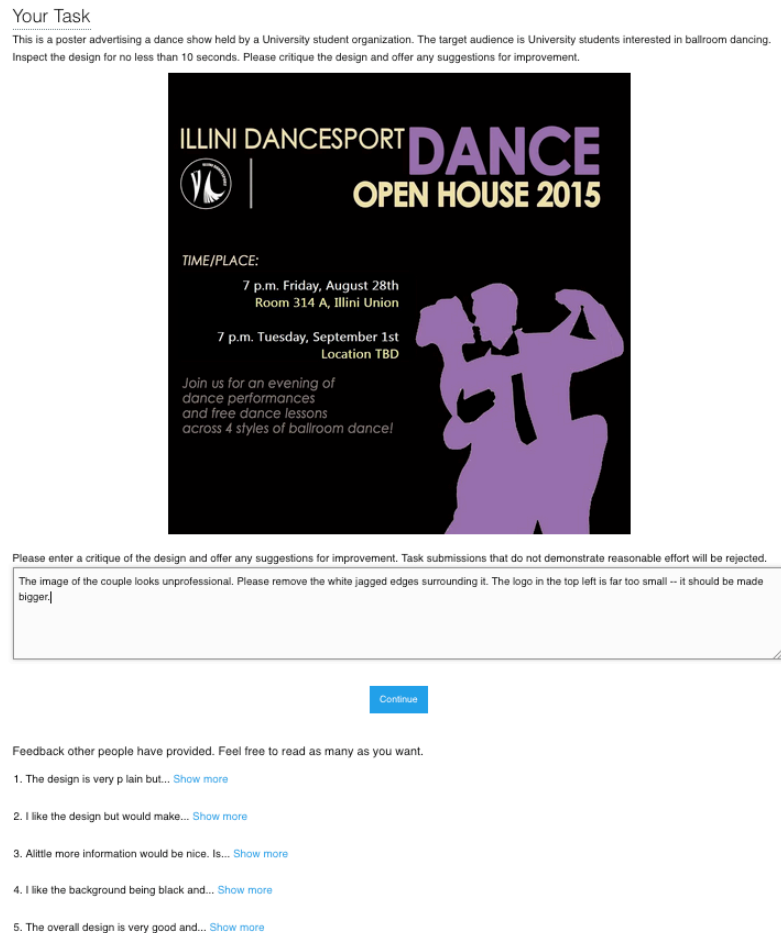 Your Task
This is a poster advertising a dance show held by a University student organization. The target audience is University students interested in ballroom dancing.
Inspect the design for no less than 10 seconds. Please critique the design and offer any suggestions for improvement.
ILLINI DANCESPORT DANCE
OPEN HOUSE 2015
TIME/PLACE:
7 p.m. Friday, August 28th
Room 314 A, Illini Union
7 p.m. Tuesday, September 1st
Location TBD
Join us for an evening of
dance performances
and free dance lessons
across 4 styles of ballroom dance!
Please enter a critique of the design and offer any suggestions for improvement. Task submissions that do not demonstrate reasonable effort will be rejected.
The image of the couple looks unprofessional. Please remove the white jagged edges surrounding it. The logo in the top left is far too small -- it should be made
bigger.
Continue
Feedback other people have provided. Feel free to read as many as you want.
1. The design is very p lain but... Show more
2. I like the design but would make... Show more
3. Alittle more information would be nice. Is... Show more
4. I like the background being black and... Show more
5. The overall design is very good and... Show more